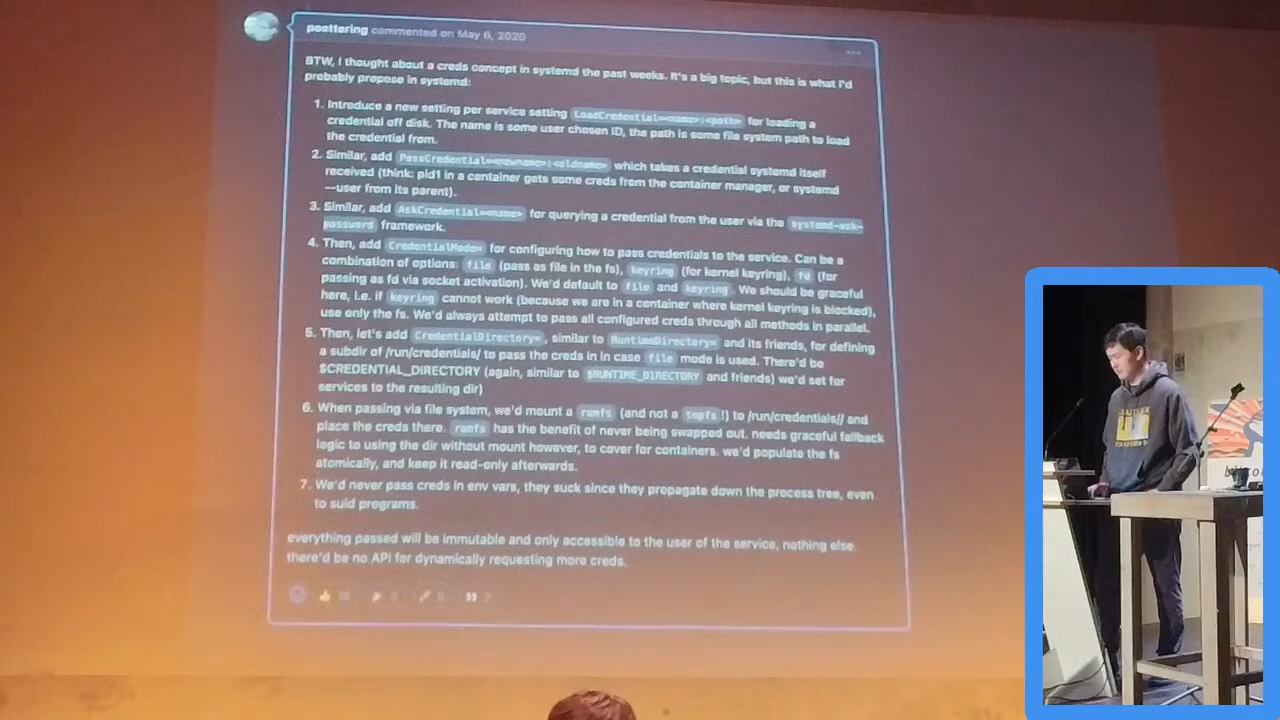 poettering commented on May 6, 2020
BTW, I thought about a creds concept in systemd the past weeks. It's a big topic, but this is what I'd
probably propose in systemd:
1. Introduce a new setting per service setting LoadCredential=<name>:<path> for loading a
credential off disk. The name is some user chosen ID, the path is some file system path to load
the credential from.
2. Similar, add PassCredential=<newname>:<oldname> which takes a credential systemd itself
received (think: pid1 in a container gets some creds from the container manager, or systemd
--user from its parent).
3. Similar, add AskCredential=<name> for querying a credential from the user via the systemd-ask-
password framework.
4. Then, add CredentialMode= for configuring how to pass credentials to the service. Can be a
combination of options: file (pass as file in the fs), keyring (for kernel keyring), fd (for
passing as fd via socket activation). We'd default to file and keyring. We should be graceful
here, i.e. if keyring cannot work (because we are in a container where kernel keyring is blocked),
use only the fs. We'd always attempt to pass all configured creds through all methods in parallel.
5. Then, let's add CredentialDirectory=, similar to RuntimeDirectory= and its friends, for defining
a subdir of /run/credentials/ to pass the creds in in case file mode is used. There'd be
$CREDENTIAL_DIRECTORY (again, similar to $RUNTIME_DIRECTORY and friends) we'd set for
services to the resulting dir)
6. When passing via file system, we'd mount a ramfs (and not a tmpfs!) to /run/credentials// and
place the creds there. ramfs has the benefit of never being swapped out. needs graceful fallback
logic to using the dir without mount however, to cover for containers. we'd populate the fs
atomically, and keep it read-only afterwards.
7. We'd never pass creds in env vars, they suck since they propagate down the process tree, even
to suid programs.
everything passed will be immutable and only accessible to the user of the service, nothing else.
there'd be no API for dynamically requesting more creds.